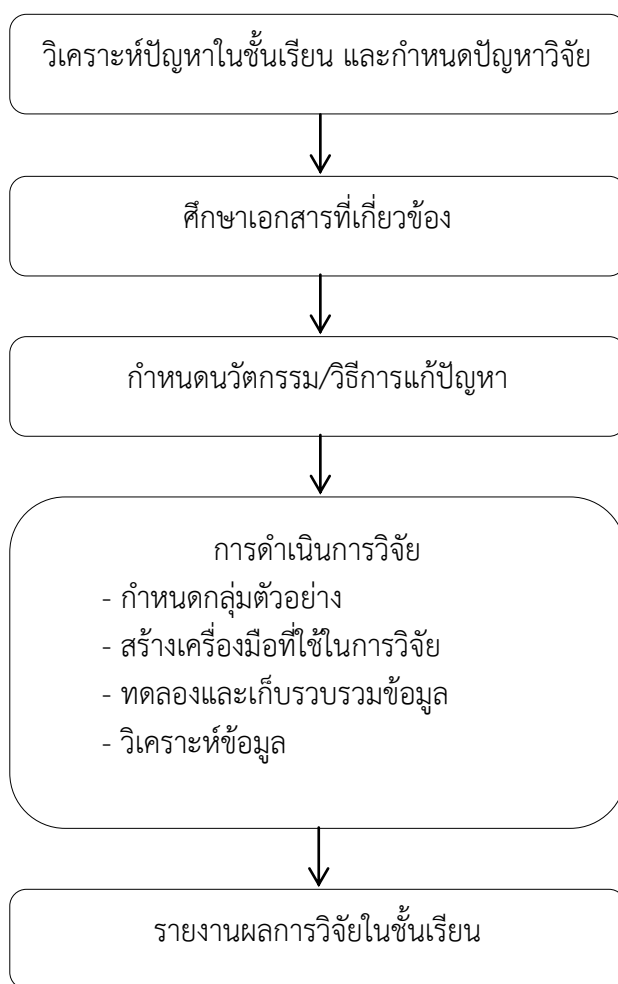 วิเคราะห์ปัญหาในชั้นเรียน และกำหนดปัญหาวิจัย
ศึกษาเอกสารที่เกี่ยวข้อง
กำหนดนวัตกรรม/วิธีการแก้ปัญหา
การดำเนินการวิจัย
- กำหนดกลุ่มตัวอย่าง
- สร้างเครื่องมือที่ใช้ในการวิจัย
- ทดลองและเก็บรวบรวมข้อมูล
- วิเคราะห์ข้อมูล
รายงานผลการวิจัยในชั้นเรียน